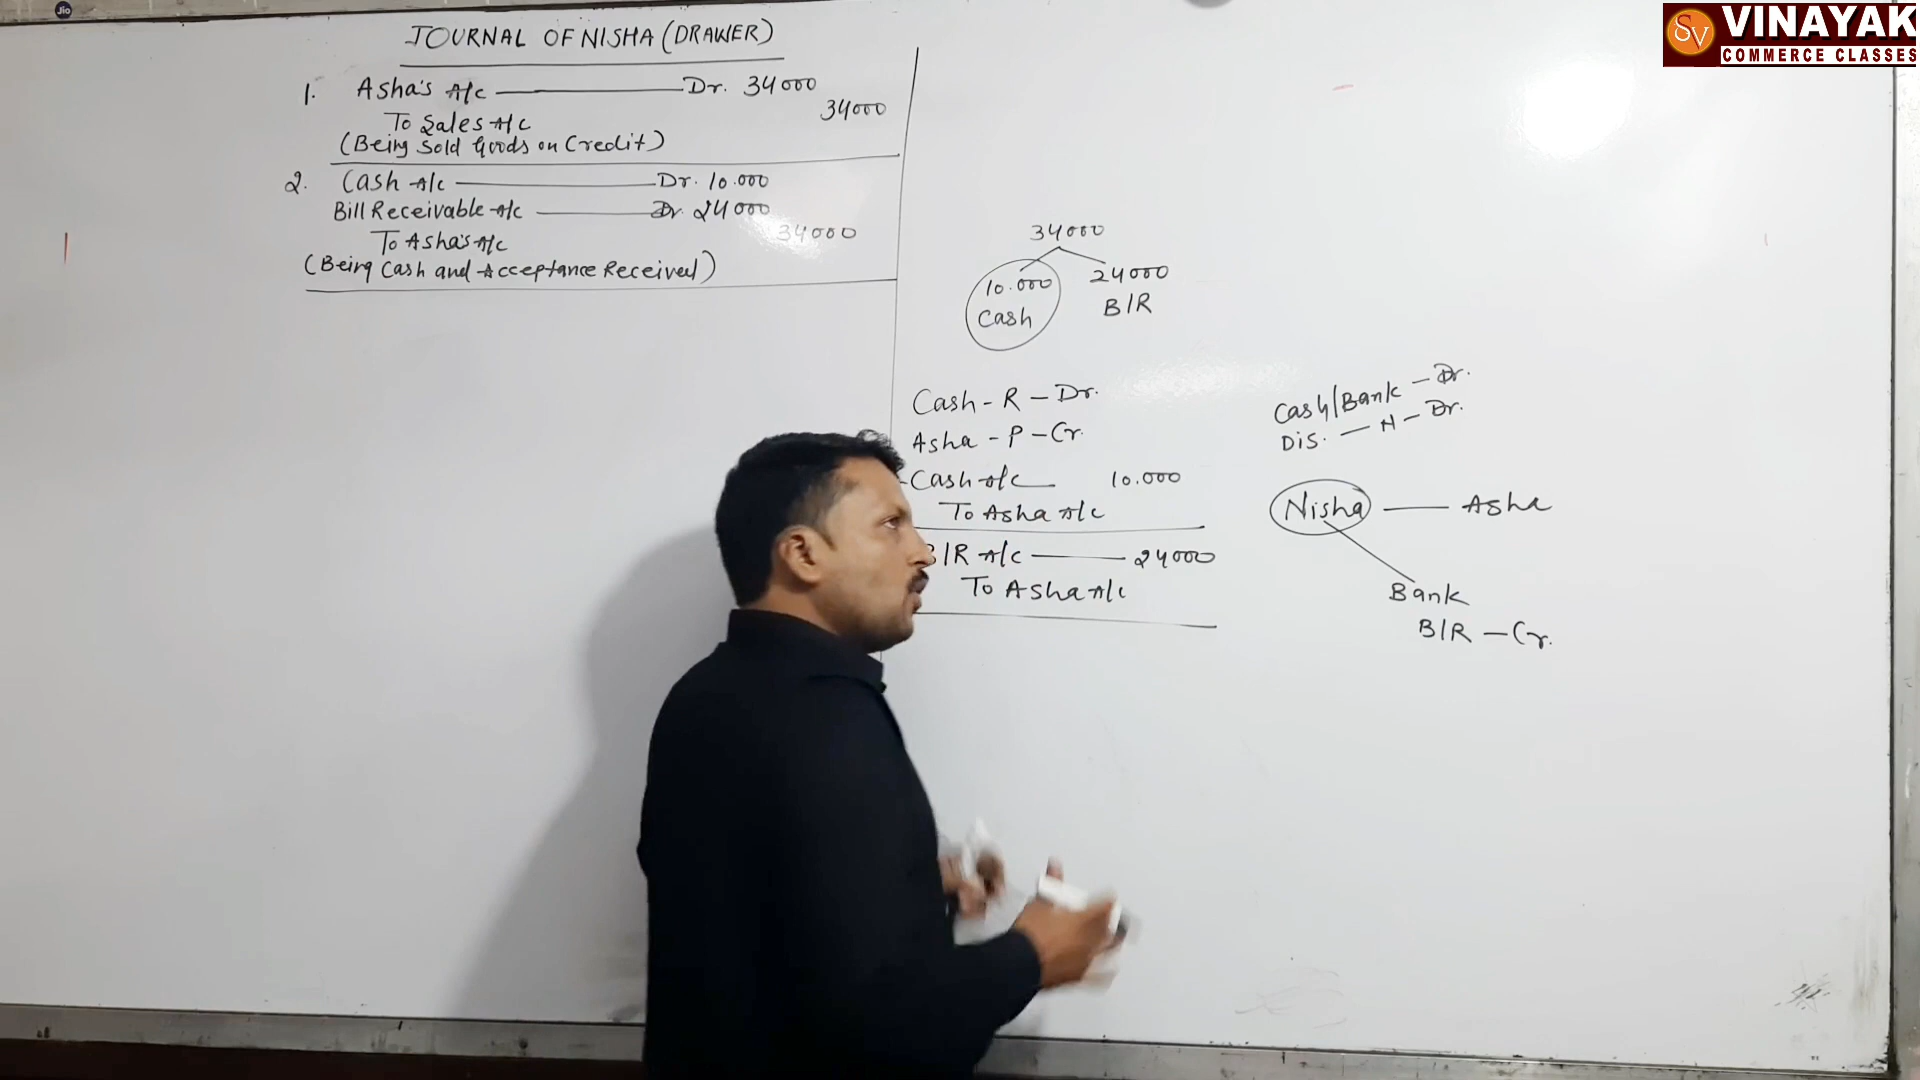 Jio
SV VINAYAK
COMMERCE CLASSES
JOURNAL OF NISHA (DRAWER)
1. Asha's A/c Dr. 34000
34000
To Sales A/c
(Being Sold Goods on Credit)
2. Cash A/c Dr. 10.000
Bill Receivable A/c Dr. 24000
34000
To Asha's A/c
(Being Cash and Acceptance Received)
34000
10.000 24000
Cash B/R
Cash - R - Dr.
Asha - P - Cr.
Cash A/c 10.000
To Asha A/c
B/R A/c 24000
To Asha A/c
Cash/Bank - Dr.
Dis. - N - Dr.
Nisha Asha
Bank
B/R - Cr.